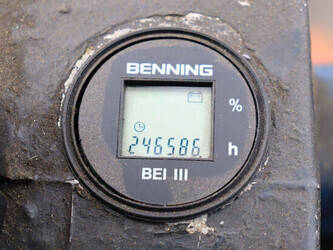 BENNING
%
246586 h
BEI III